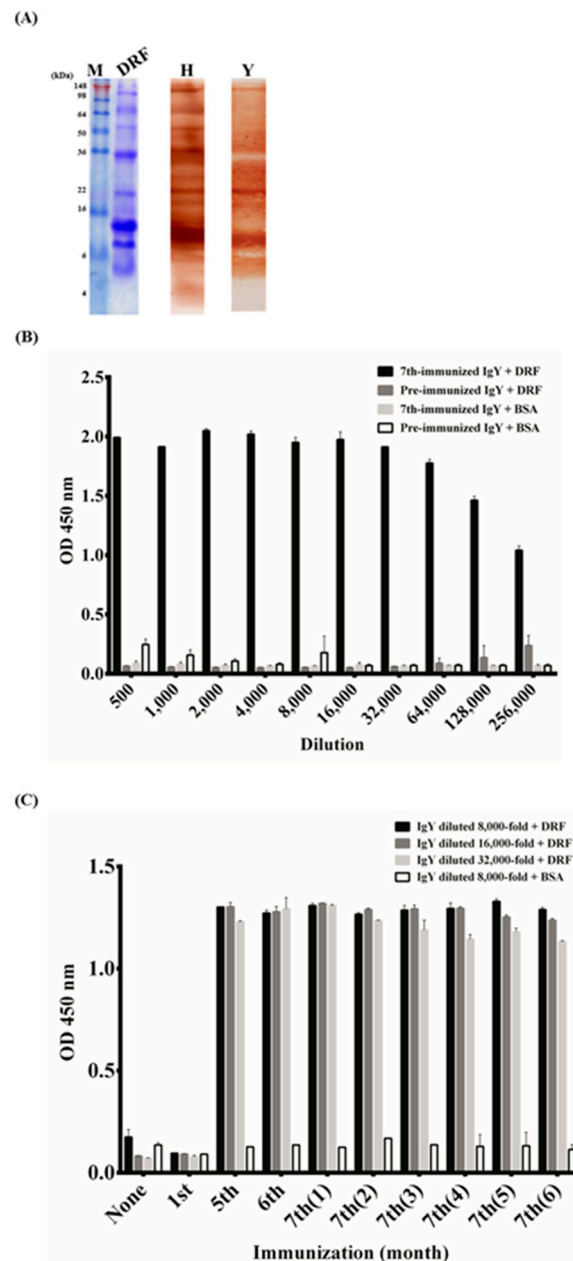 (A)
M DRF H Y
(kDa)
148
98
64
50
36
22
16
6
4
(B)
7th-immunized IgY + DRF
Pre-immunized IgY + DRF
7th-immunized IgY + BSA
Pre-immunized IgY + BSA
2.5
2.0
1.5
1.0
0.5
0.0
OD 450 nm
500 1,000 2,000 4,000 8,000 16,000 32,000 64,000 128,000 256,000
Dilution
(C)
IgY diluted 8,000-fold + DRF
IgY diluted 16,000-fold + DRF
IgY diluted 32,000-fold + DRF
IgY diluted 8,000-fold + BSA
1.5
1.0
0.5
0.0
OD 450 nm
None 1st 5th 6th 7th(1) 7th(2) 7th(3) 7th(4) 7th(5) 7th(6)
Immunization (month)